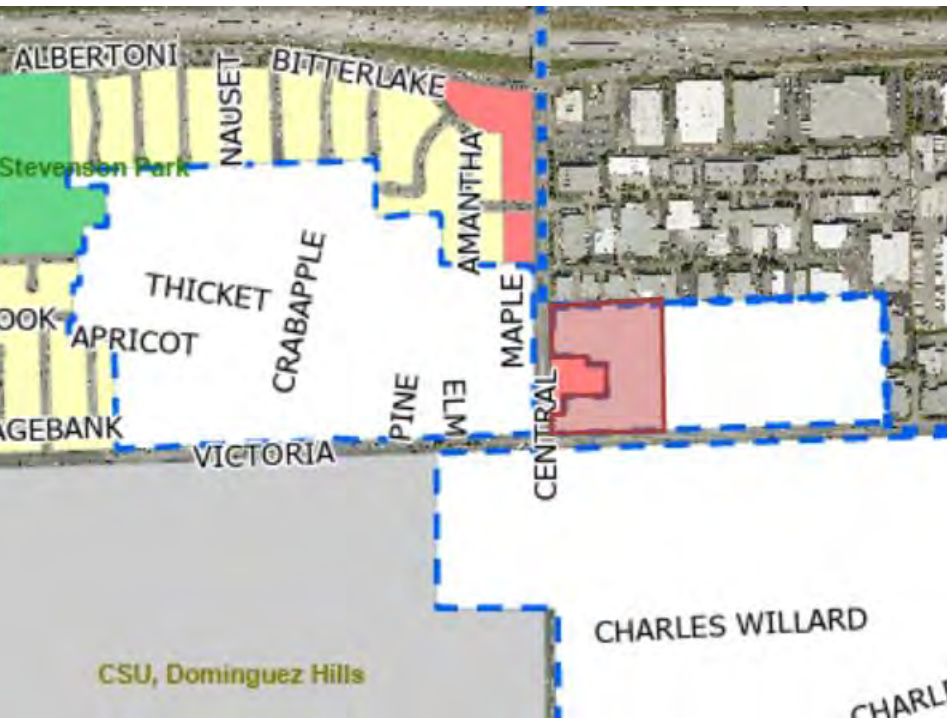 ALBERTONI
NAUSET
BITTERLAKE
Stevenson Park
AMANTHA
THICKET
CRABAPPLE
MAPLE
OOK
APRICOT
PINE
ELM
CENTRAL
AGEBANK
VICTORIA
CHARLES WILLARD
CSU, Dominguez Hills
CHARLE